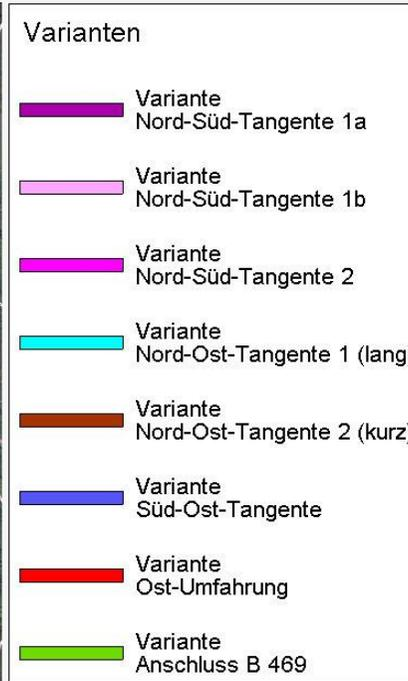 Varianten
Variante
Nord-Süd-Tangente 1a
Variante
Nord-Süd-Tangente 1b
Variante
Nord-Süd-Tangente 2
Variante
Nord-Ost-Tangente 1 (lang
Variante
Nord-Ost-Tangente 2 (kurz)
Variante
Süd-Ost-Tangente
Variante
Ost-Umfahrung
Variante
Anschluss B 469